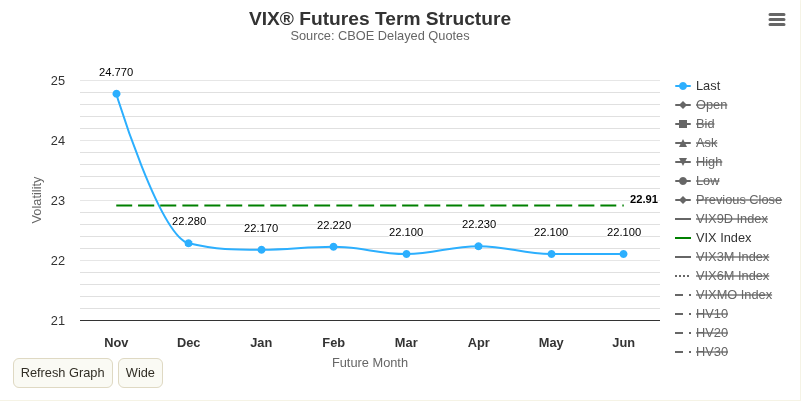 VIX® Futures Term Structure
Source: CBOE Delayed Quotes
Volatility
25
24
23
22
21
24.770
22.280
22.170
22.220
22.100
22.230
22.100
22.100
22.91
Nov Dec Jan Feb Mar Apr May Jun
Future Month
Last
Open
Bid
Ask
High
Low
Previous Close
VIX9D Index
VIX Index
VIX3M Index
VIX6M Index
VIXMO Index
HV10
HV20
HV30
Refresh Graph Wide